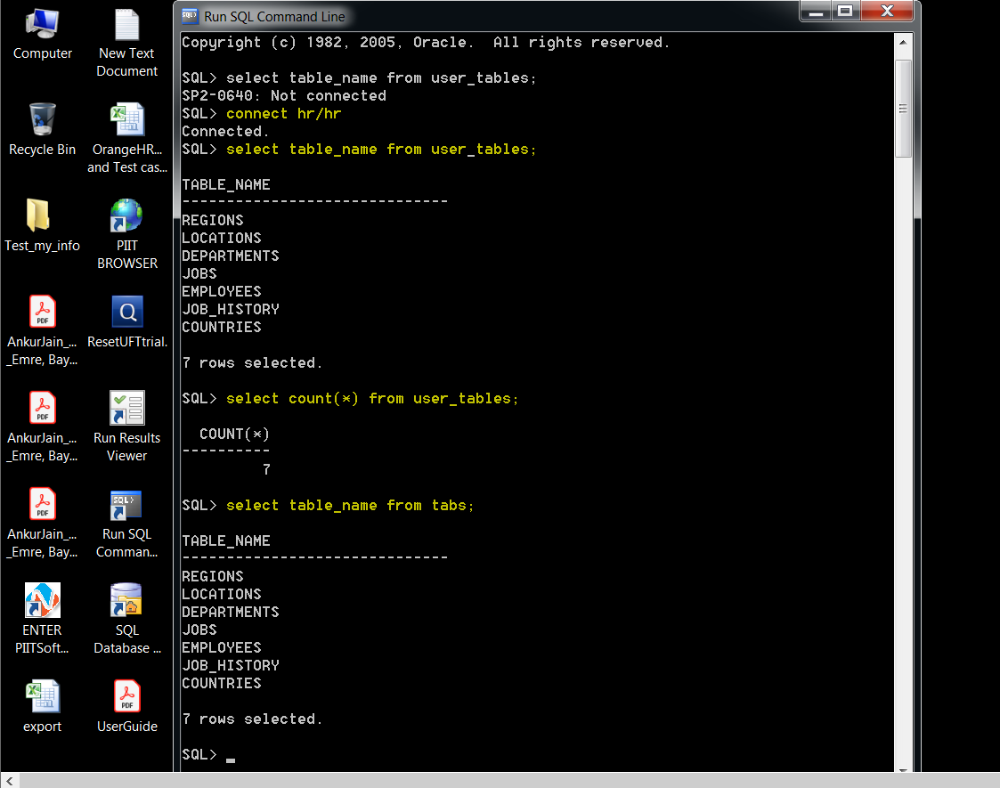 Computer
New Text
Document
Recycle Bin
OrangeHR...
and Test cas...
Test_my_info
PIIT
BROWSER
AnkurJain_...
_Emre, Bay...
ResetUFTtrial.
AnkurJain_...
_Emre, Bay...
Run Results
Viewer
AnkurJain_...
_Emre, Bay...
Run SQL
Comman...
ENTER
PIITSoft...
SQL
Database ...
export
UserGuide
Run SQL Command Line
Copyright (c) 1982, 2005, Oracle.  All rights reserved.
SQL> select table_name from user_tables;
SP2-0640: Not connected
SQL> connect hr/hr
Connected.
SQL> select table_name from user_tables;
TABLE_NAME
------------------------------
REGIONS
LOCATIONS
DEPARTMENTS
JOBS
EMPLOYEES
JOB_HISTORY
COUNTRIES
7 rows selected.
SQL> select count(*) from user_tables;
  COUNT(*)
----------
         7
SQL> select table_name from tabs;
TABLE_NAME
------------------------------
REGIONS
LOCATIONS
DEPARTMENTS
JOBS
EMPLOYEES
JOB_HISTORY
COUNTRIES
7 rows selected.
SQL> _